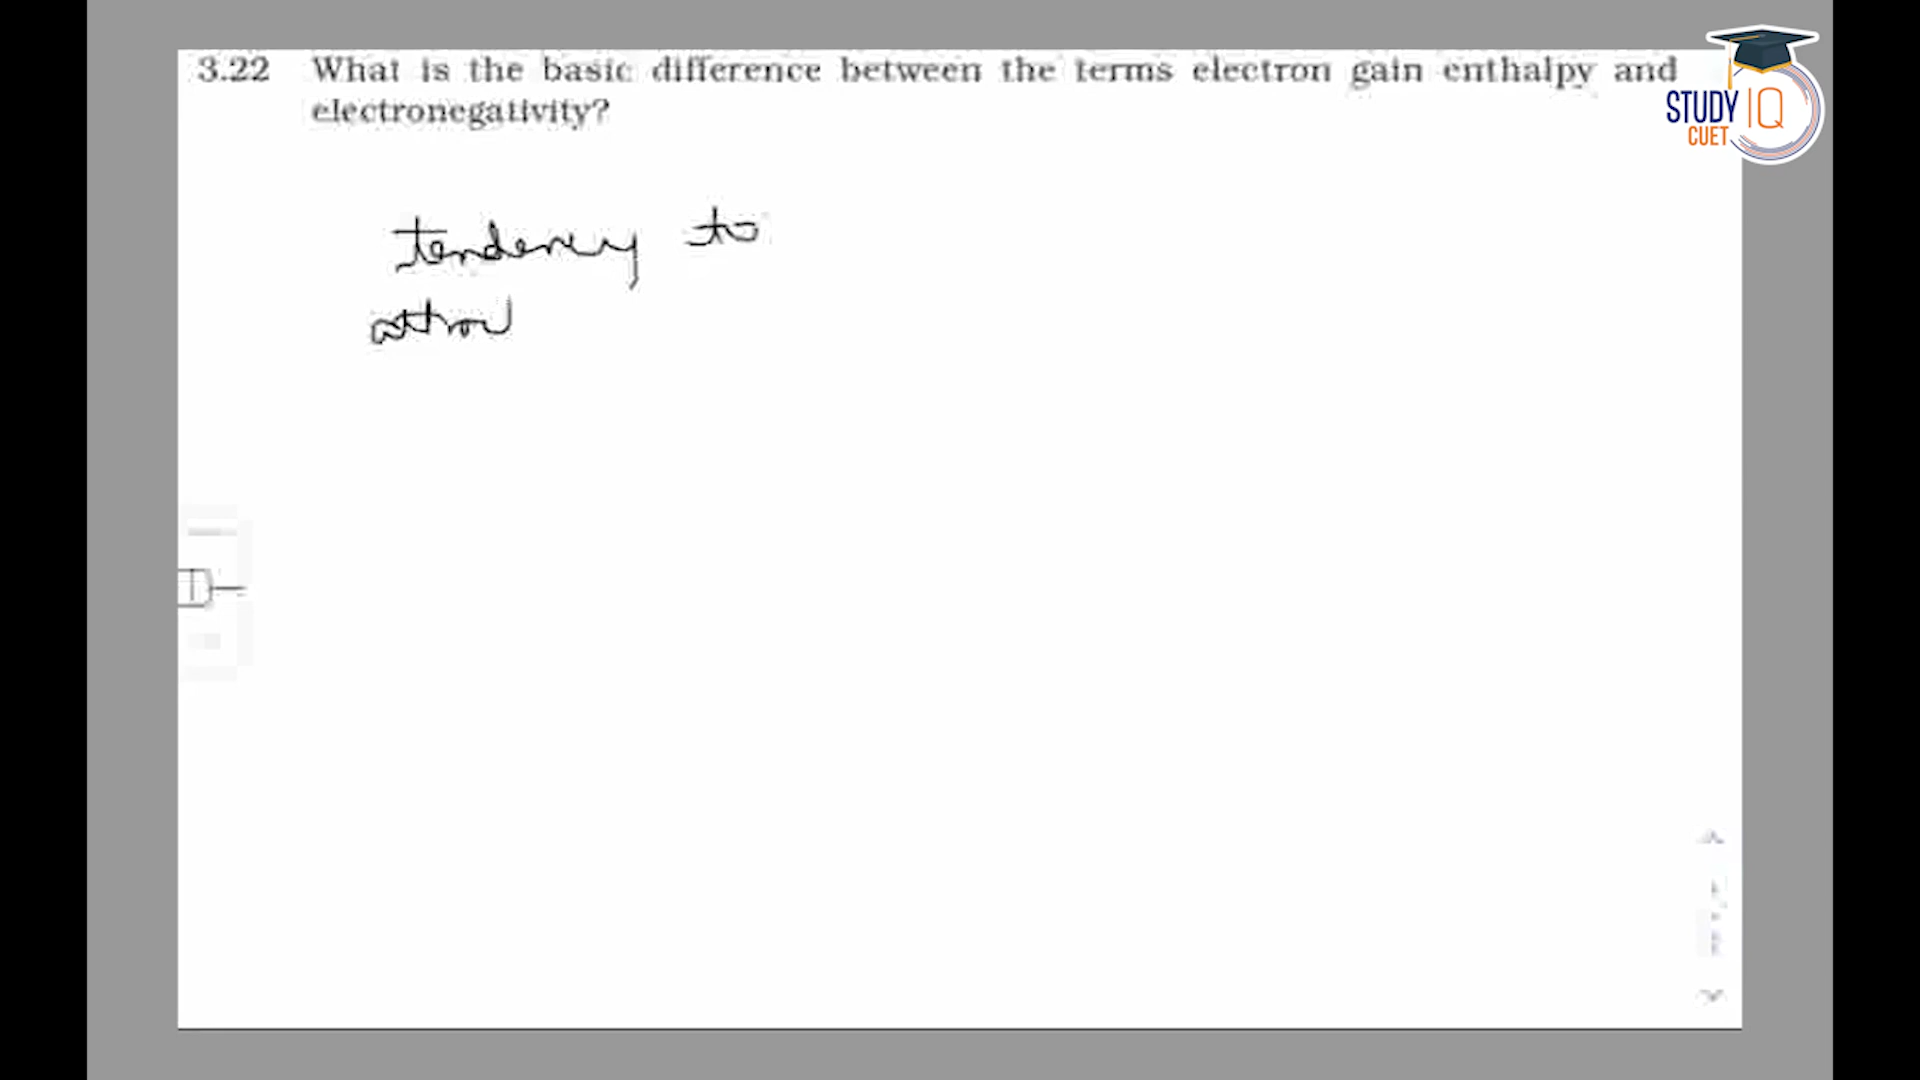 3.22 What is the basic difference between the terms electron gain enthalpy and
electronegativity?
STUDY IQ
CUET
tendency to